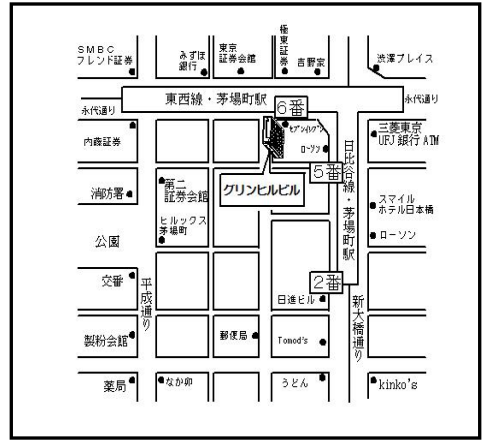 SMBC
フレンド証券
みずほ
銀行
東京
証券会館
極東証券
吉野家
渋澤プレイス
永代通り
東西線・茅場町駅
永代通り
6番
内藤証券
セブンイレブン
ローソン
三菱東京
UFJ銀行ATM
5番
日比谷線・茅場町駅
消防署
第二
証券会館
グリンヒルビル
スマイル
ホテル日本橋
ヒルックス
茅場町
ローソン
公園
交番
平成通り
2番
日進ビル
新大橋通り
製粉会館
郵便局
Tomod's
薬局
なか卯
うどん
kinko's